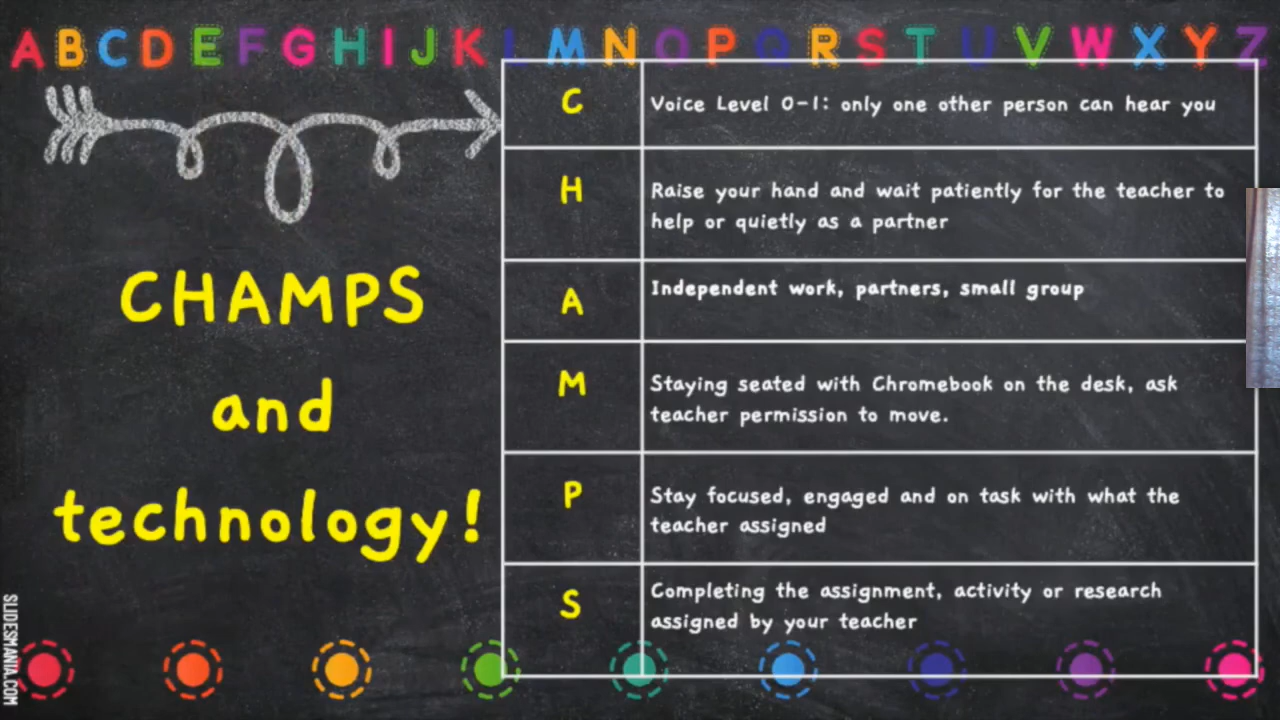 A B C D E F G H I J K L M N O P Q R S T U V W X Y Z
CHAMPS
and
technology!
C
Voice Level 0-1: only one other person can hear you
H
Raise your hand and wait patiently for the teacher to
help or quietly as a partner
A
Independent work, partners, small group
M
Staying seated with Chromebook on the desk, ask
teacher permission to move.
P
Stay focused, engaged and on task with what the
teacher assigned
S
Completing the assignment, activity or research
assigned by your teacher
SLIDESMANIA.COM